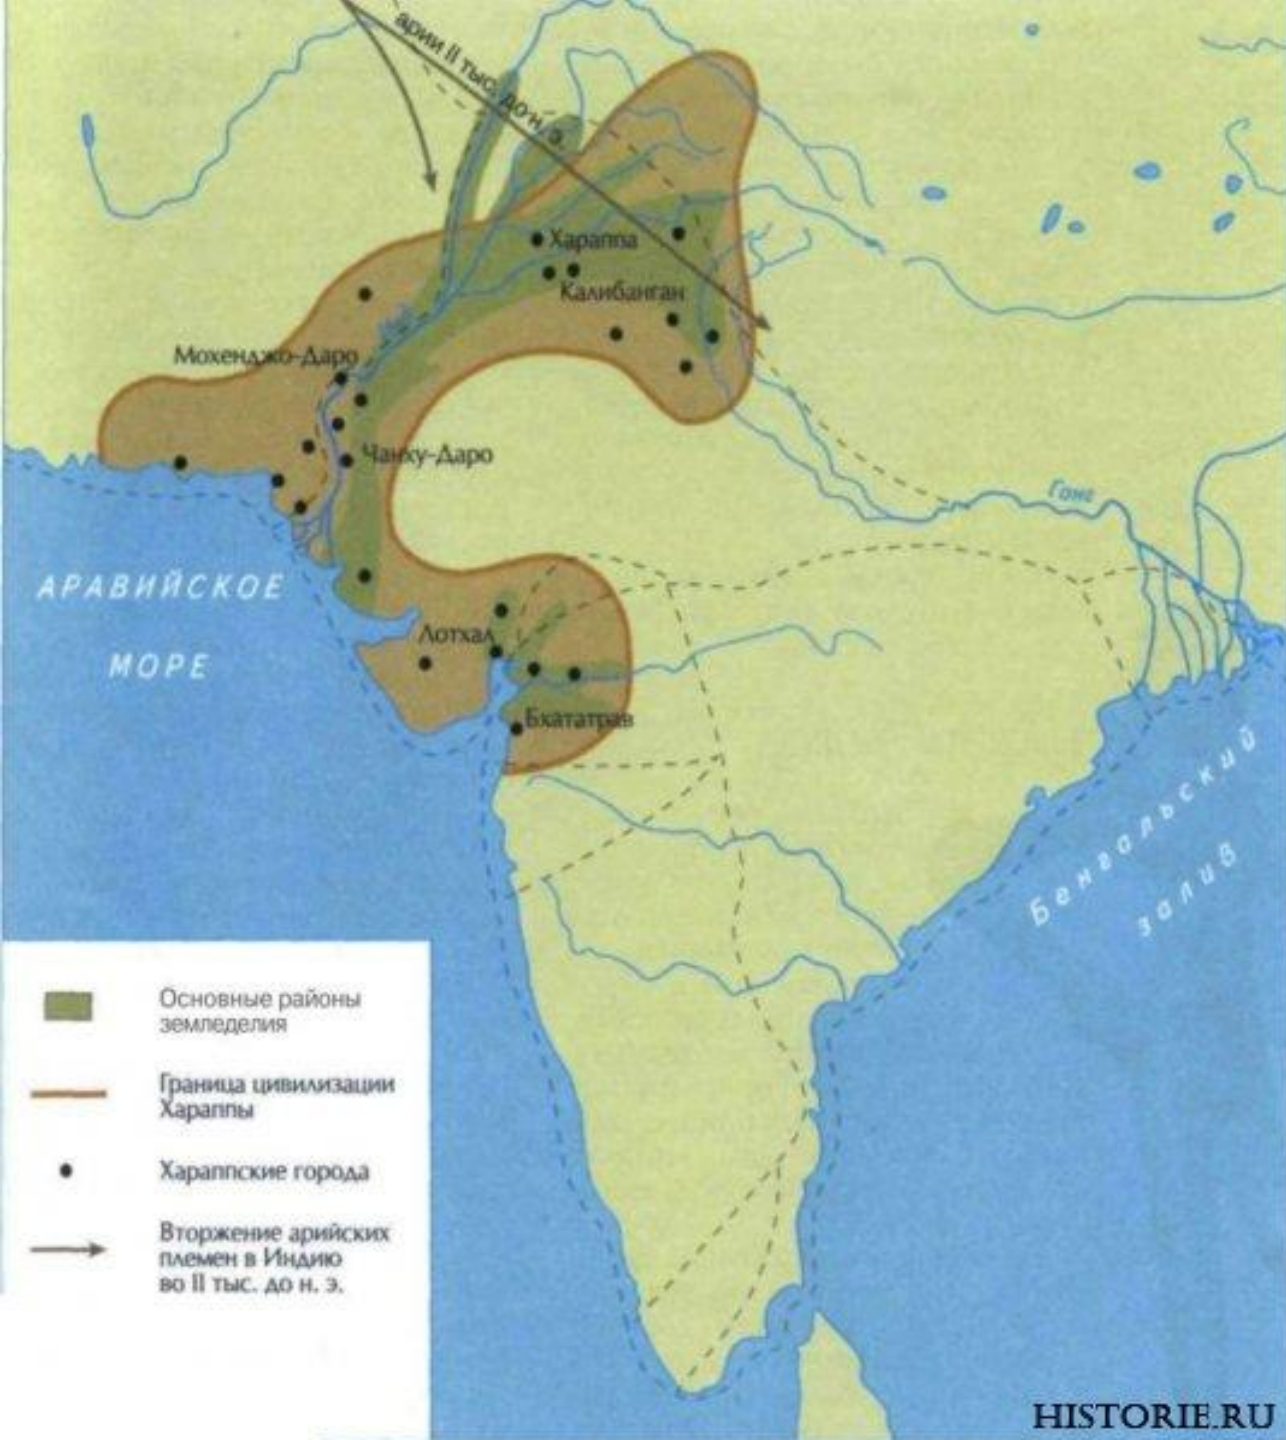 арии II тыс. до н. э.
Хараппа
Калибанган
Мохенджо-Даро
Чанху-Даро
Ганг
АРАВИЙСКОЕ
МОРЕ
Лотхал
Бхататрав
Бенгальский
залив
Основные районы
земледелия
Граница цивилизации
Хараппы
Хараппские города
Вторжение арийских
племен в Индию
во II тыс. до н. э.
HISTORIE.RU